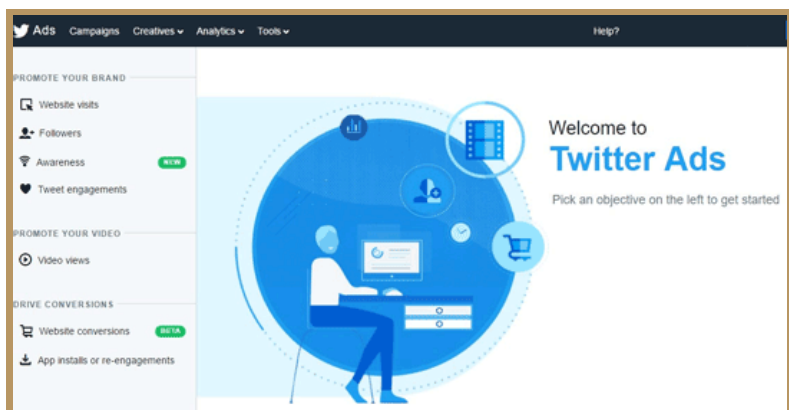 Ads Campaigns Creatives Analytics Tools Help?
PROMOTE YOUR BRAND
Website visits
Followers
Awareness NEW
Tweet engagements
PROMOTE YOUR VIDEO
Video views
DRIVE CONVERSIONS
Website conversions BETA
App installs or re-engagements
Welcome to
Twitter Ads
Pick an objective on the left to get started